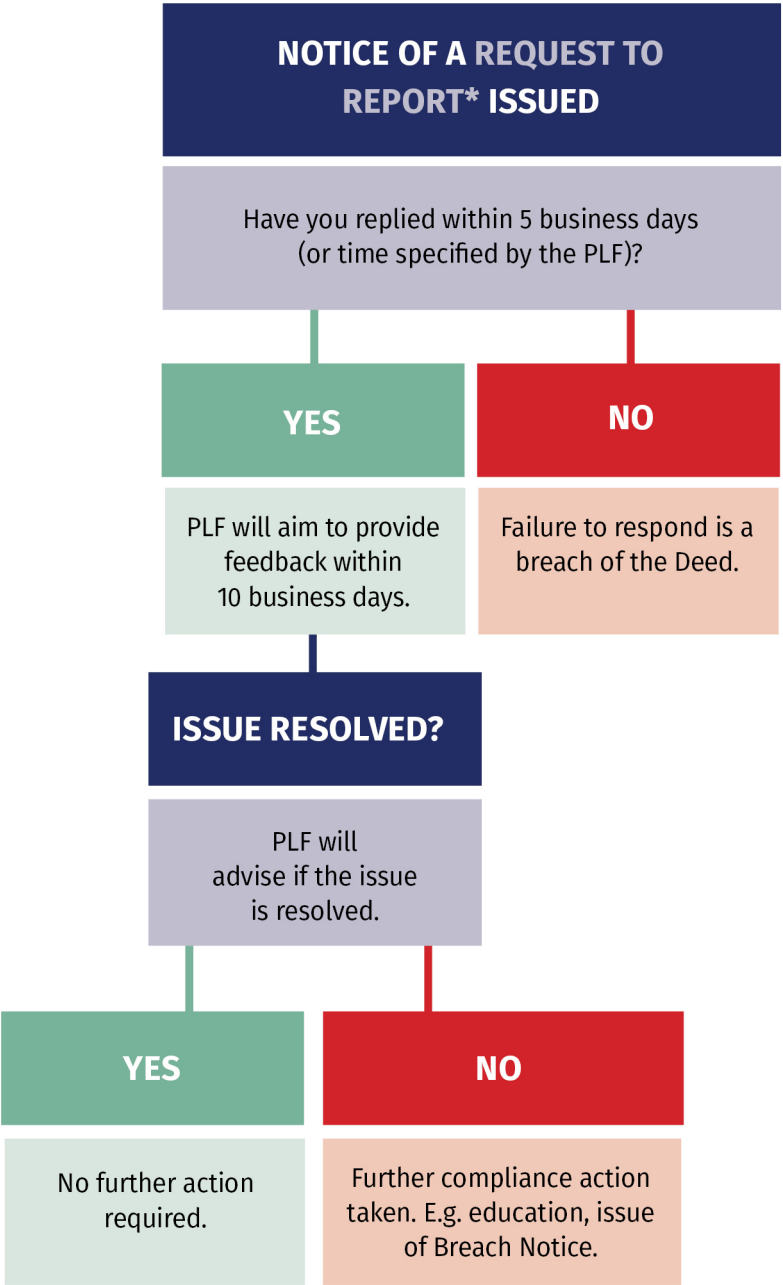 NOTICE OF A REQUEST TO
REPORT* ISSUED
Have you replied within 5 business days
(or time specified by the PLF)?
YES
NO
PLF will aim to provide
feedback within
10 business days.
Failure to respond is a
breach of the Deed.
ISSUE RESOLVED?
PLF will
advise if the issue
is resolved.
YES
NO
No further action
required.
Further compliance action
taken. E.g. education, issue
of Breach Notice.